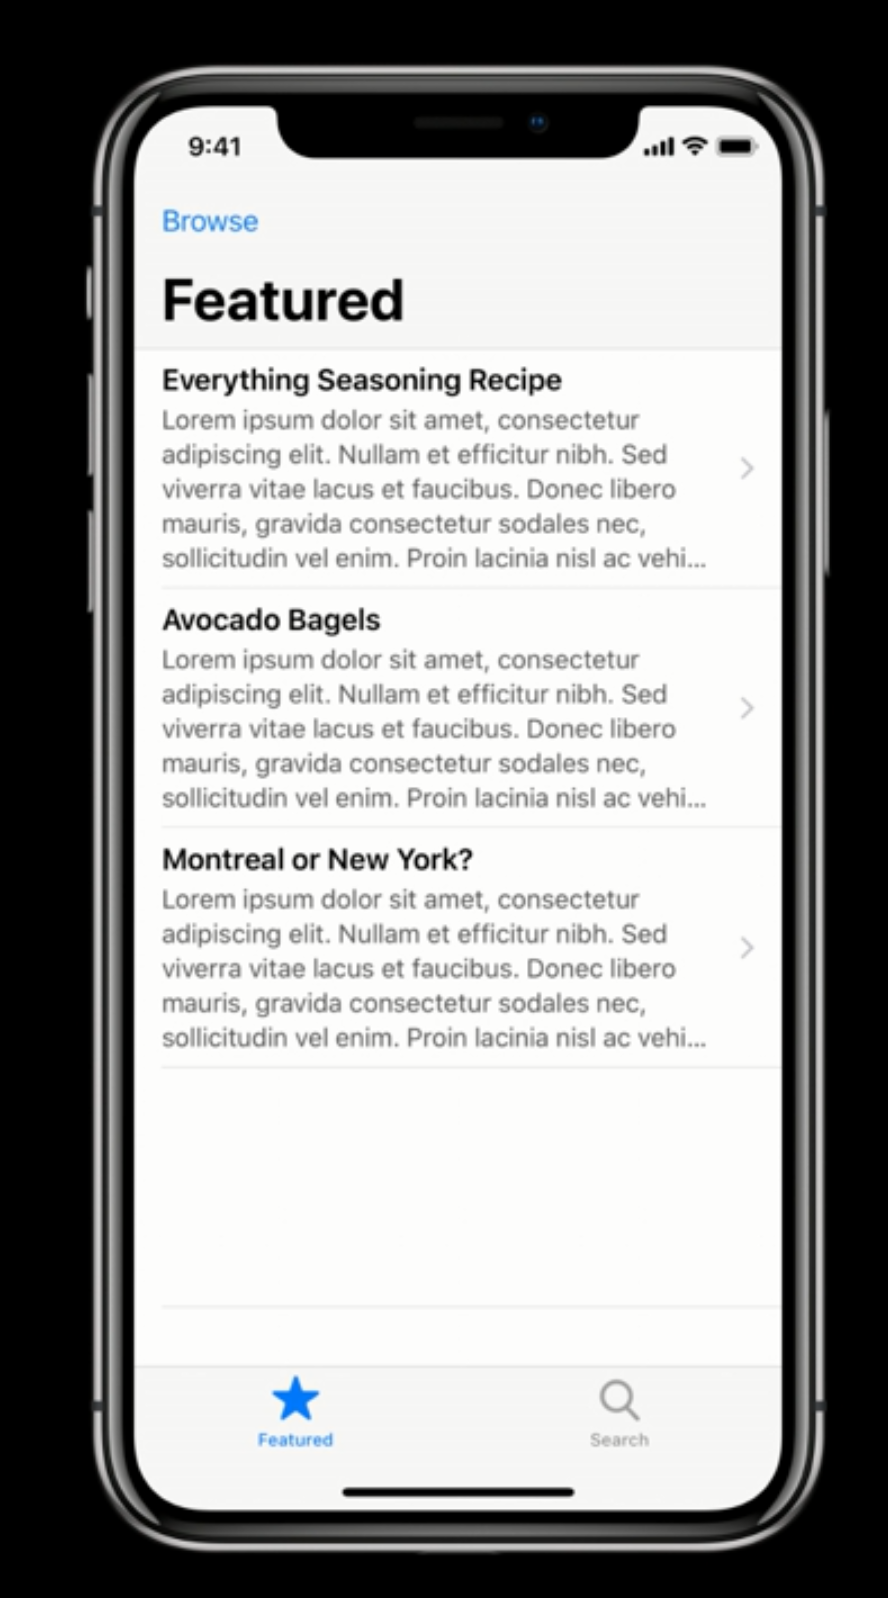 9:41
Browse
Featured
Everything Seasoning Recipe
Lorem ipsum dolor sit amet, consectetur
adipiscing elit. Nullam et efficitur nibh. Sed
viverra vitae lacus et faucibus. Donec libero
mauris, gravida consectetur sodales nec,
sollicitudin vel enim. Proin lacinia nisl ac vehi...
Avocado Bagels
Lorem ipsum dolor sit amet, consectetur
adipiscing elit. Nullam et efficitur nibh. Sed
viverra vitae lacus et faucibus. Donec libero
mauris, gravida consectetur sodales nec,
sollicitudin vel enim. Proin lacinia nisl ac vehi...
Montreal or New York?
Lorem ipsum dolor sit amet, consectetur
adipiscing elit. Nullam et efficitur nibh. Sed
viverra vitae lacus et faucibus. Donec libero
mauris, gravida consectetur sodales nec,
sollicitudin vel enim. Proin lacinia nisl ac vehi...
Featured
Search